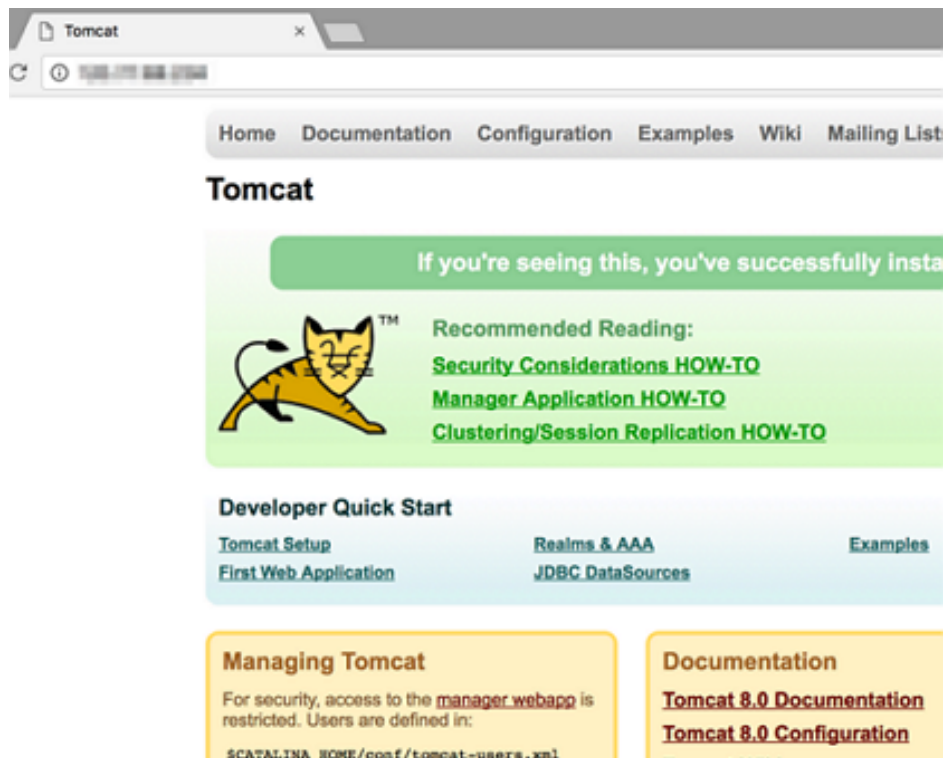 Tomcat
Home Documentation Configuration Examples Wiki Mailing Lists
Tomcat
If you're seeing this, you've successfully
TM
Recommended Reading:
Security Considerations HOW-TO
Manager Application HOW-TO
Clustering/Session Replication HOW-TO
Developer Quick Start
Tomcat Setup
Realms & AAA
Examples
First Web Application
JDBC DataSources
Managing Tomcat
For security, access to the manager webapp is
restricted. Users are defined in:
$CATALINA_HOME/conf/tomcat-users.xml
Documentation
Tomcat 8.0 Documentation
Tomcat 8.0 Configuration